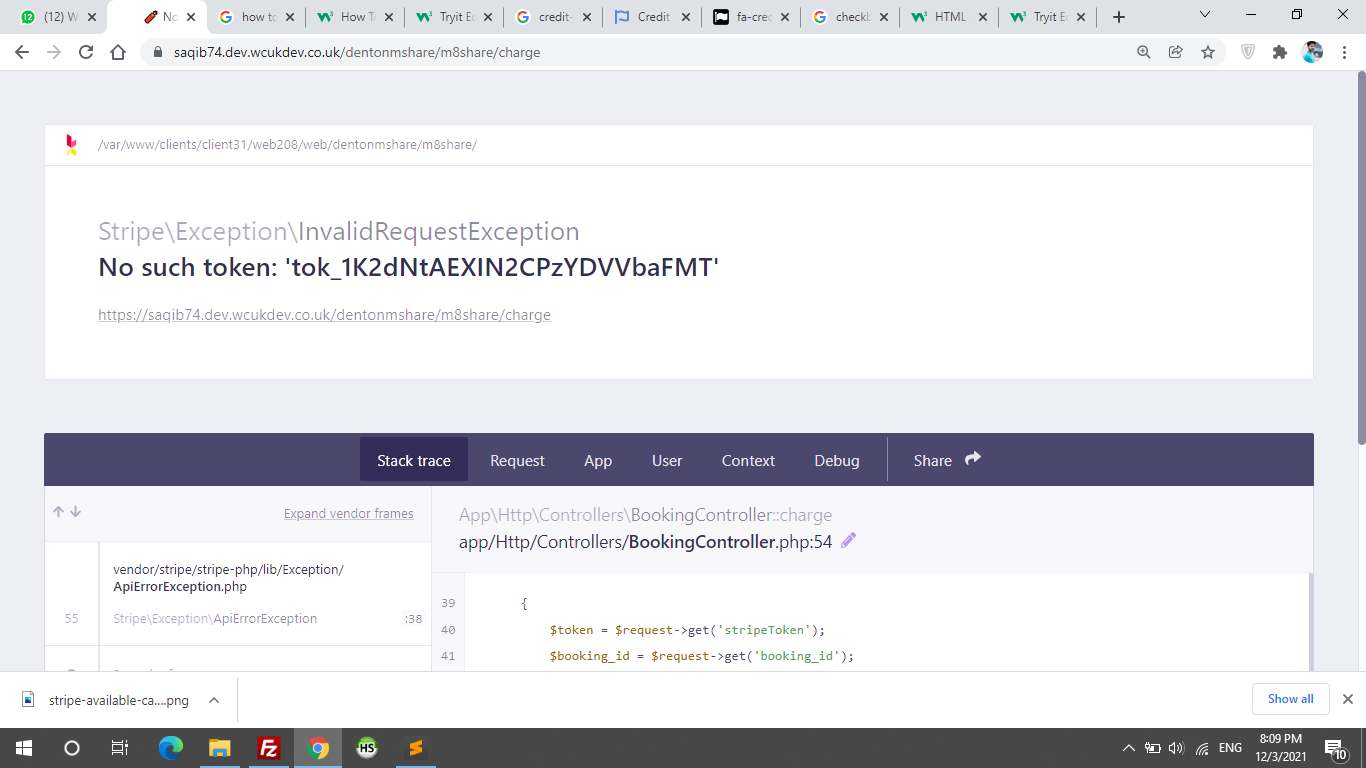 (12) W
No
how to
How T
Tryit Ec
credit-
Credit
fa-cred
checkb
HTML
Tryit Ec
saqib74.dev.wcukdev.co.uk/dentonmshare/m8share/charge
/var/www/clients/client31/web208/web/dentonmshare/m8share/
Stripe\Exception\InvalidRequestException
No such token: 'tok_1K2dNtAEXIN2CPzYDVVbaFMT'
https://saqib74.dev.wcukdev.co.uk/dentonmshare/m8share/charge
Stack trace
Request
App
User
Context
Debug
Share
Expand vendor frames
App\Http\Controllers\BookingController::charge
app/Http/Controllers/BookingController.php:54
vendor/stripe/stripe-php/lib/Exception/
ApiErrorException.php
55
Stripe\Exception\ApiErrorException
:38
39 {
40 $token = $request->get('stripeToken');
41 $booking_id = $request->get('booking_id');
stripe-available-ca....png
Show all
HS
ENG
8:09 PM
12/3/2021
10